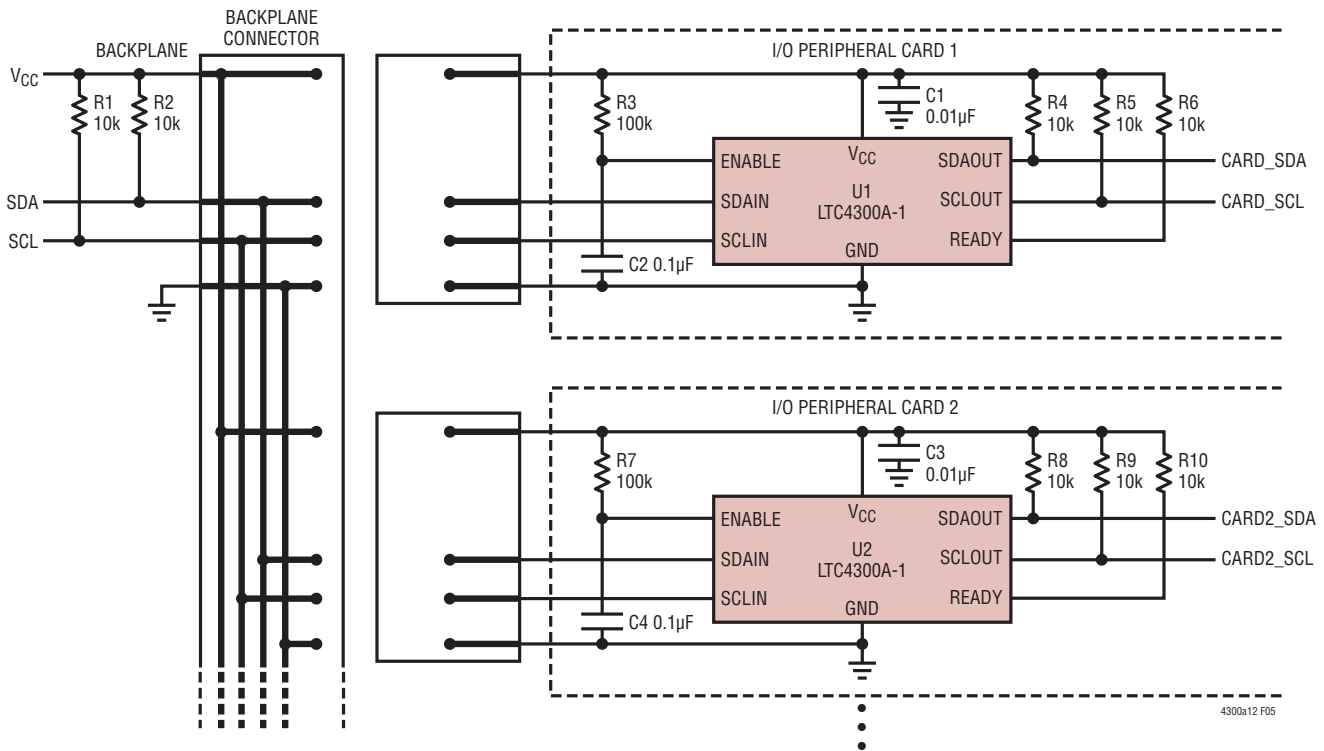 BACKPLANE
CONNECTOR
BACKPLANE
VCC
R1
10k
R2
10k
SDA
SCL
I/O PERIPHERAL CARD 1
R3
100k
C1
0.01µF
R4
10k
R5
10k
R6
10k
ENABLE
VCC
SDAOUT
CARD_SDA
SDAIN
U1
LTC4300A-1
SCLOUT
CARD_SCL
SCLIN
GND
READY
C2 0.1µF
I/O PERIPHERAL CARD 2
R7
100k
C3
0.01µF
R8
10k
R9
10k
R10
10k
ENABLE
VCC
SDAOUT
CARD2_SDA
SDAIN
U2
LTC4300A-1
SCLOUT
CARD2_SCL
SCLIN
GND
READY
C4 0.1µF
4300a12 F05